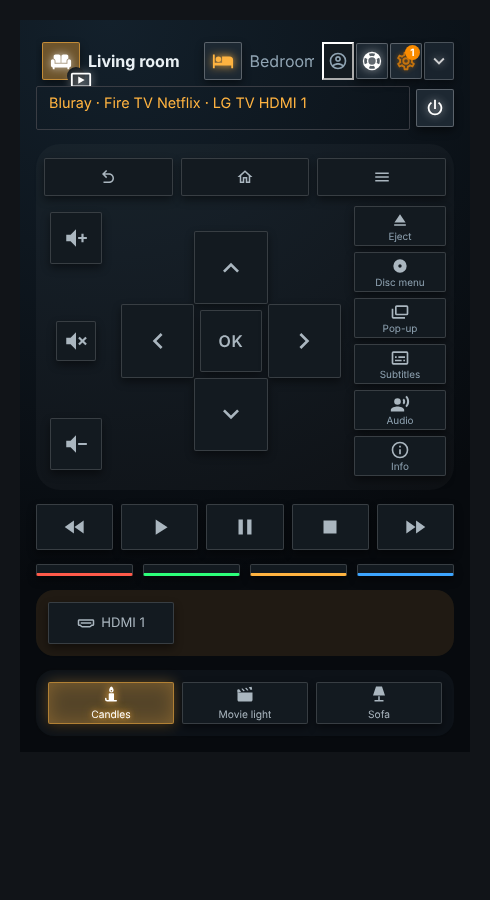 Living room
Bedroom
1
Bluray · Fire TV Netflix · LG TV HDMI 1
Eject
Disc menu
Pop-up
OK
Subtitles
Audio
Info
HDMI 1
Candles
Movie light
Sofa